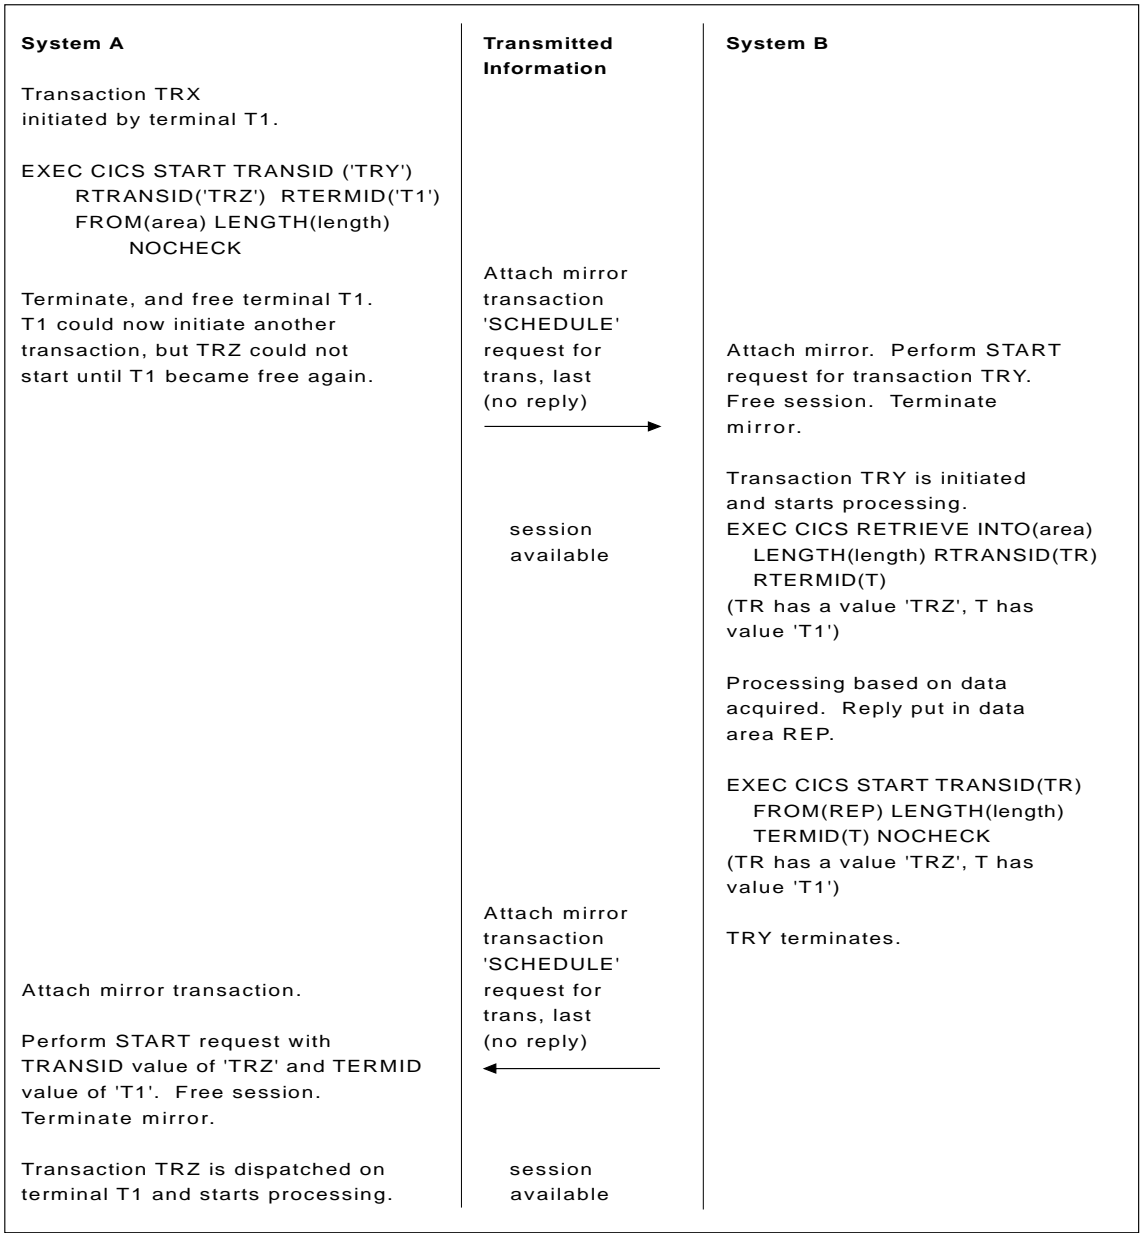 System A
Transaction TRX
initiated by terminal T1.
EXEC CICS START TRANSID ('TRY')
RTRANSID('TRZ')  RTERMID('T1')
FROM(area) LENGTH(length)
NOCHECK
Terminate, and free terminal T1.
T1 could now initiate another
transaction, but TRZ could not
start until T1 became free again.
Attach mirror transaction.
Perform START request with
TRANSID value of 'TRZ' and TERMID
value of 'T1'.  Free session.
Terminate mirror.
Transaction TRZ is dispatched on
terminal T1 and starts processing.
Transmitted
Information
Attach mirror
transaction
'SCHEDULE'
request for
trans, last
(no reply)
session
available
Attach mirror
transaction
'SCHEDULE'
request for
trans, last
(no reply)
session
available
System B
Attach mirror.  Perform START
request for transaction TRY.
Free session.  Terminate
mirror.
Transaction TRY is initiated
and starts processing.
EXEC CICS RETRIEVE INTO(area)
LENGTH(length) RTRANSID(TR)
RTERMID(T)
(TR has a value 'TRZ', T has
value 'T1')
Processing based on data
acquired.  Reply put in data
area REP.
EXEC CICS START TRANSID(TR)
FROM(REP) LENGTH(length)
TERMID(T) NOCHECK
(TR has a value 'TRZ', T has
value 'T1')
TRY terminates.